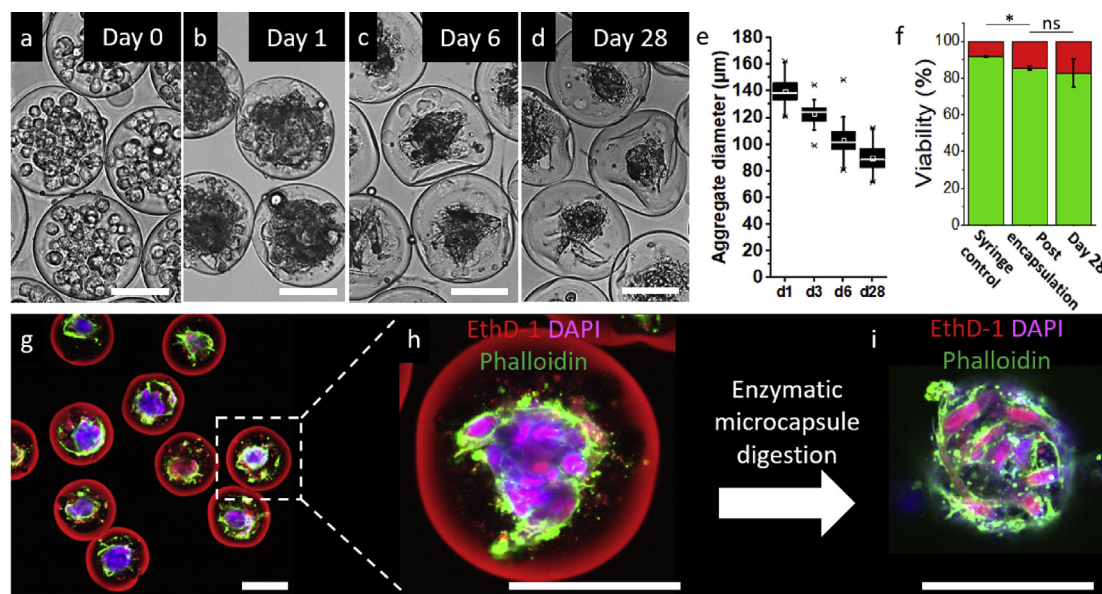 a
Day 0
b
Day 1
c
Day 6
d
Day 28
e
Aggregate diameter (µm)
180
160
140
120
100
80
60
40
20
0
d1 d3 d6 d28
f
* ns
Viability (%)
100
80
60
40
20
0
Syringe
control
Post
encapsulation
Day 28
g
h
EthD-1 DAPI
Phalloidin
Enzymatic
microcapsule
digestion
i
EthD-1 DAPI
Phalloidin